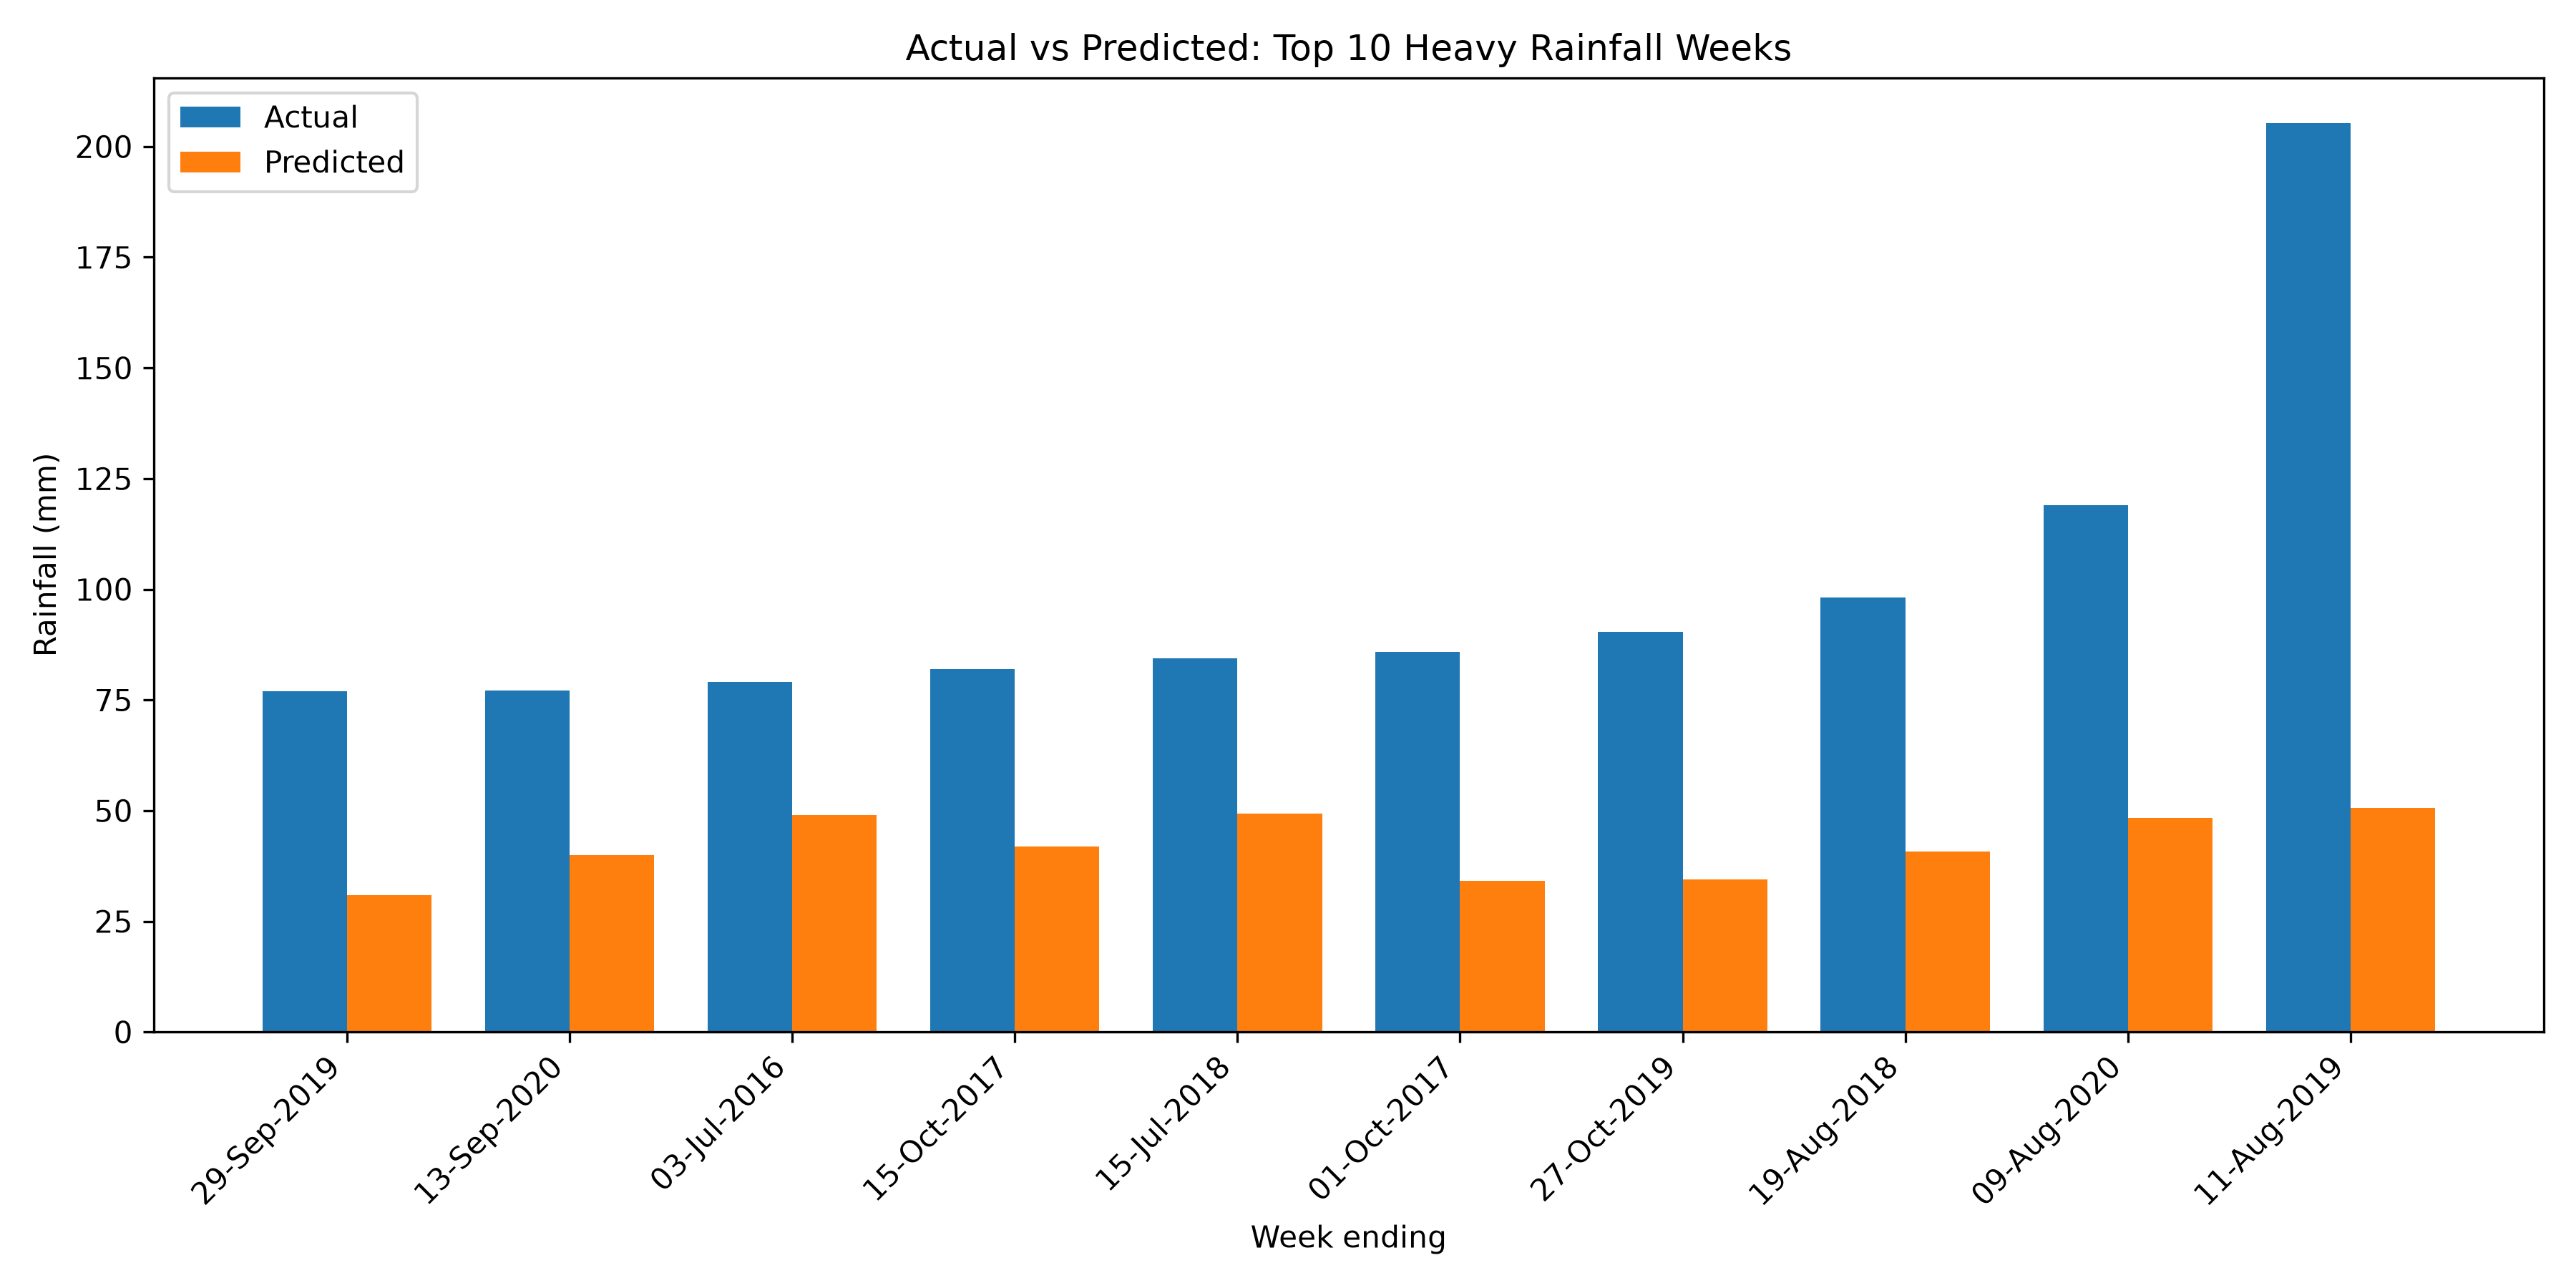 Actual vs Predicted: Top 10 Heavy Rainfall Weeks
Actual
Predicted
200
175
150
125
100
75
50
25
0
Rainfall (mm)
29-Sep-2019
13-Sep-2020
03-Jul-2016
15-Oct-2017
15-Jul-2018
01-Oct-2017
27-Oct-2019
19-Aug-2018
09-Aug-2020
11-Aug-2019
Week ending